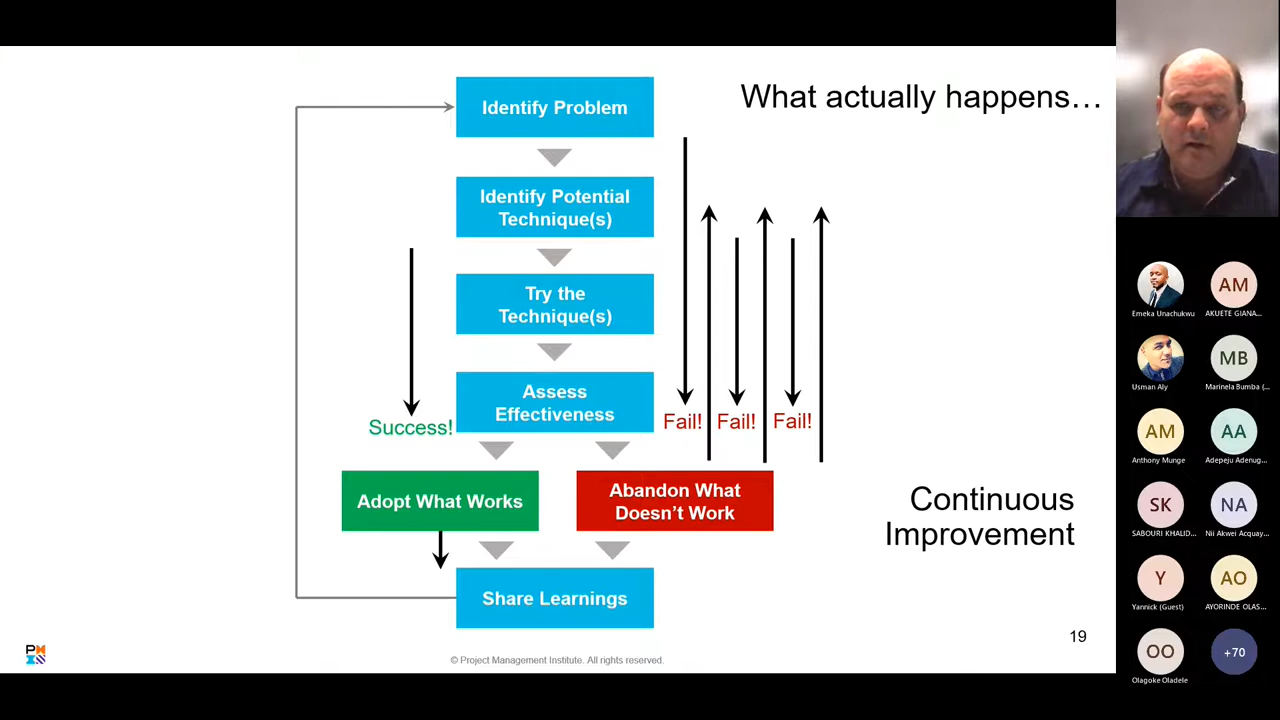 What actually happens…
Identify Problem
Identify Potential
Technique(s)
Try the
Technique(s)
Assess
Effectiveness
Success!
Fail!
Fail!
Fail!
Adopt What Works
Abandon What
Doesn’t Work
Continuous
Improvement
Share Learnings
19
PM
© Project Management Institute. All rights reserved.
Emeka Unachukwu
AM
AKUETE GIANA...
Usman Aly
MB
Marinela Bumba (...
AM
Anthony Munge
AA
Adepeju Adenug...
SK
SABOURI KHALID...
NA
Nii Akwei Acquay...
Y
Yannick (Guest)
AO
AYORINDE OLAS...
OO
Olagoke Oladele
+70